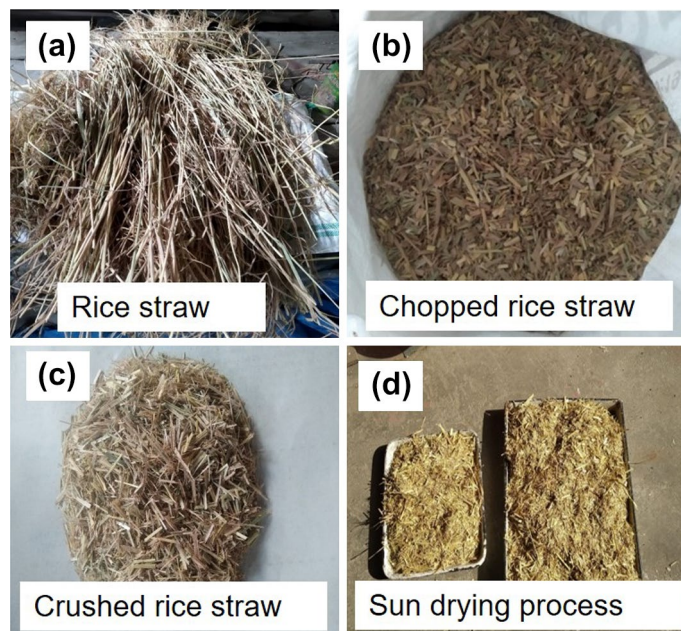 (a)
Rice straw
(b)
Chopped rice straw
(c)
Crushed rice straw
(d)
Sun drying process